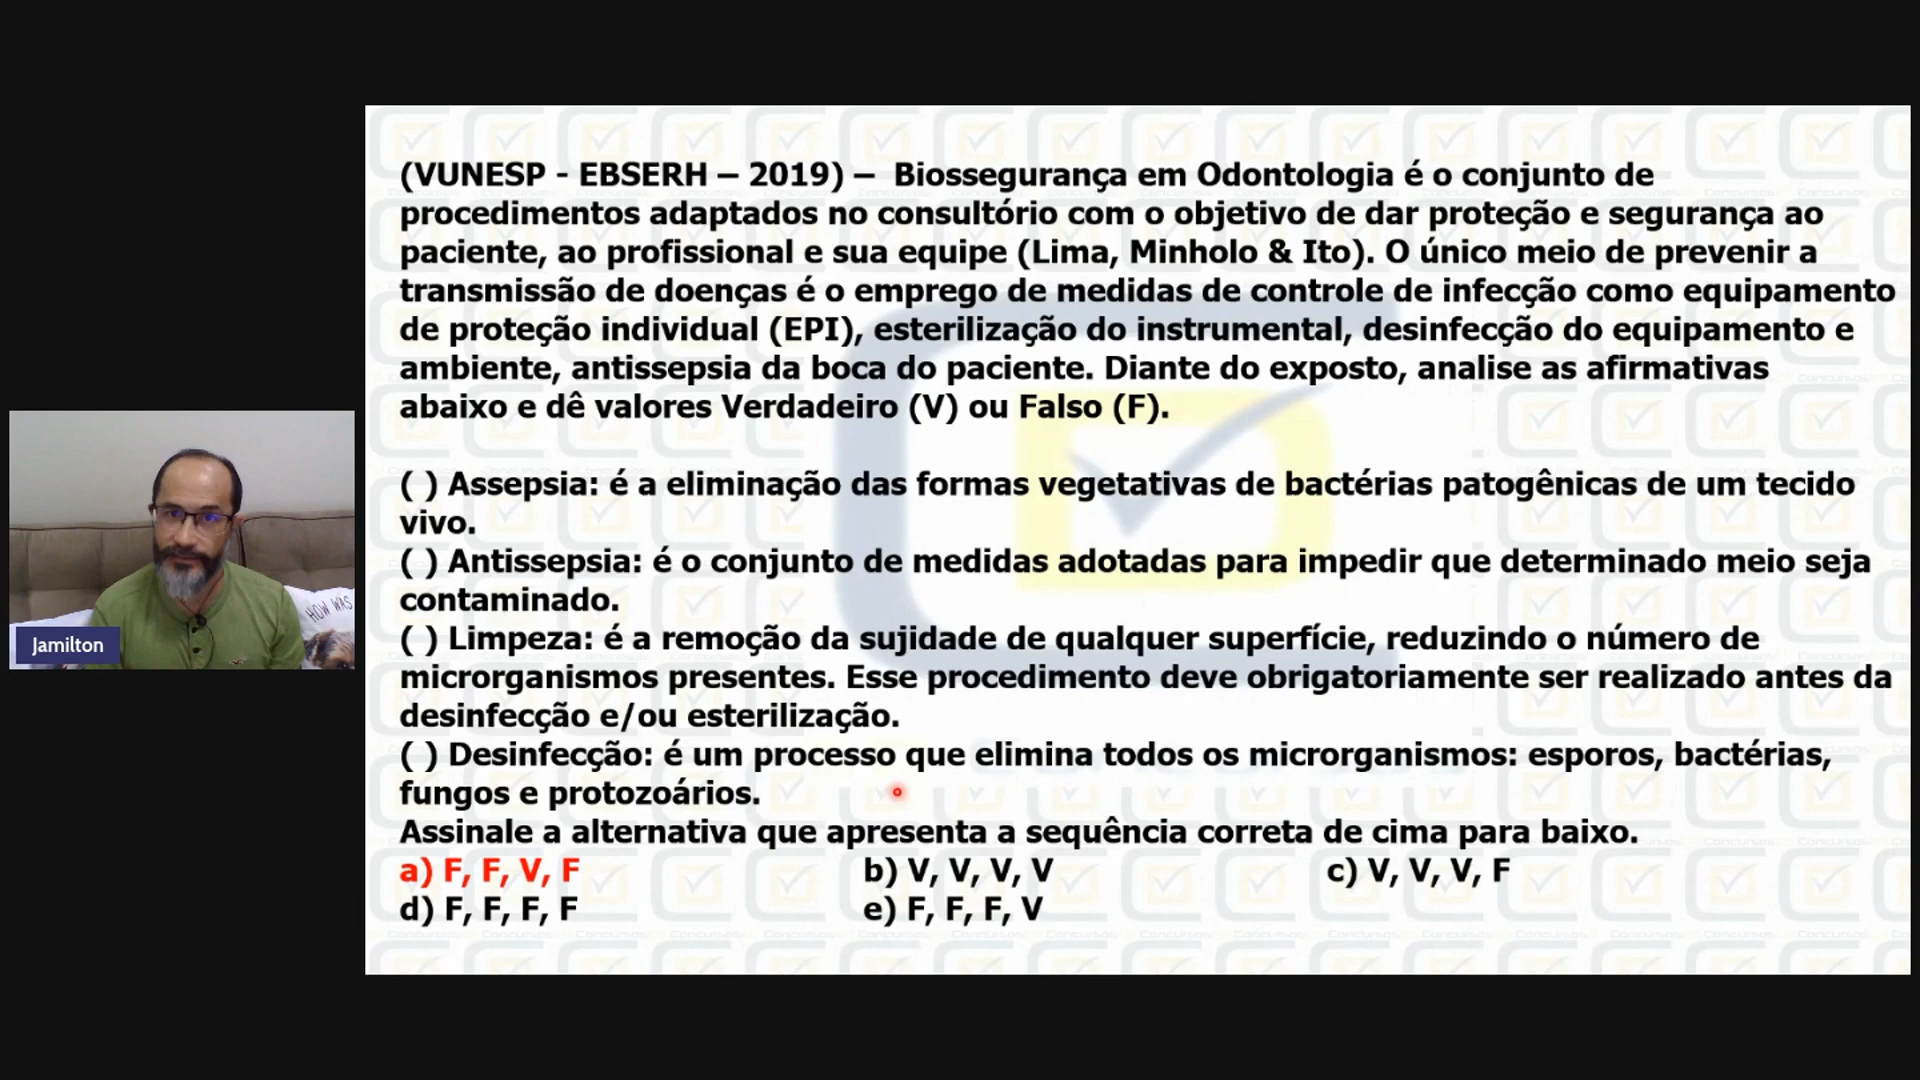 (VUNESP - EBSERH – 2019) – Biossegurança em Odontologia é o conjunto de
procedimentos adaptados no consultório com o objetivo de dar proteção e segurança ao
paciente, ao profissional e sua equipe (Lima, Minholo & Ito). O único meio de prevenir a
transmissão de doenças é o emprego de medidas de controle de infecção como equipamento
de proteção individual (EPI), esterilização do instrumental, desinfecção do equipamento e
ambiente, antissepsia da boca do paciente. Diante do exposto, analise as afirmativas
abaixo e dê valores Verdadeiro (V) ou Falso (F).
( ) Assepsia: é a eliminação das formas vegetativas de bactérias patogênicas de um tecido
vivo.
( ) Antissepsia: é o conjunto de medidas adotadas para impedir que determinado meio seja
contaminado.
( ) Limpeza: é a remoção da sujidade de qualquer superfície, reduzindo o número de
microrganismos presentes. Esse procedimento deve obrigatoriamente ser realizado antes da
desinfecção e/ou esterilização.
( ) Desinfecção: é um processo que elimina todos os microrganismos: esporos, bactérias,
fungos e protozoários.
Assinale a alternativa que apresenta a sequência correta de cima para baixo.
a) F, F, V, F b) V, V, V, V c) V, V, V, F
d) F, F, F, F e) F, F, F, V
HOW WAS
Jamilton